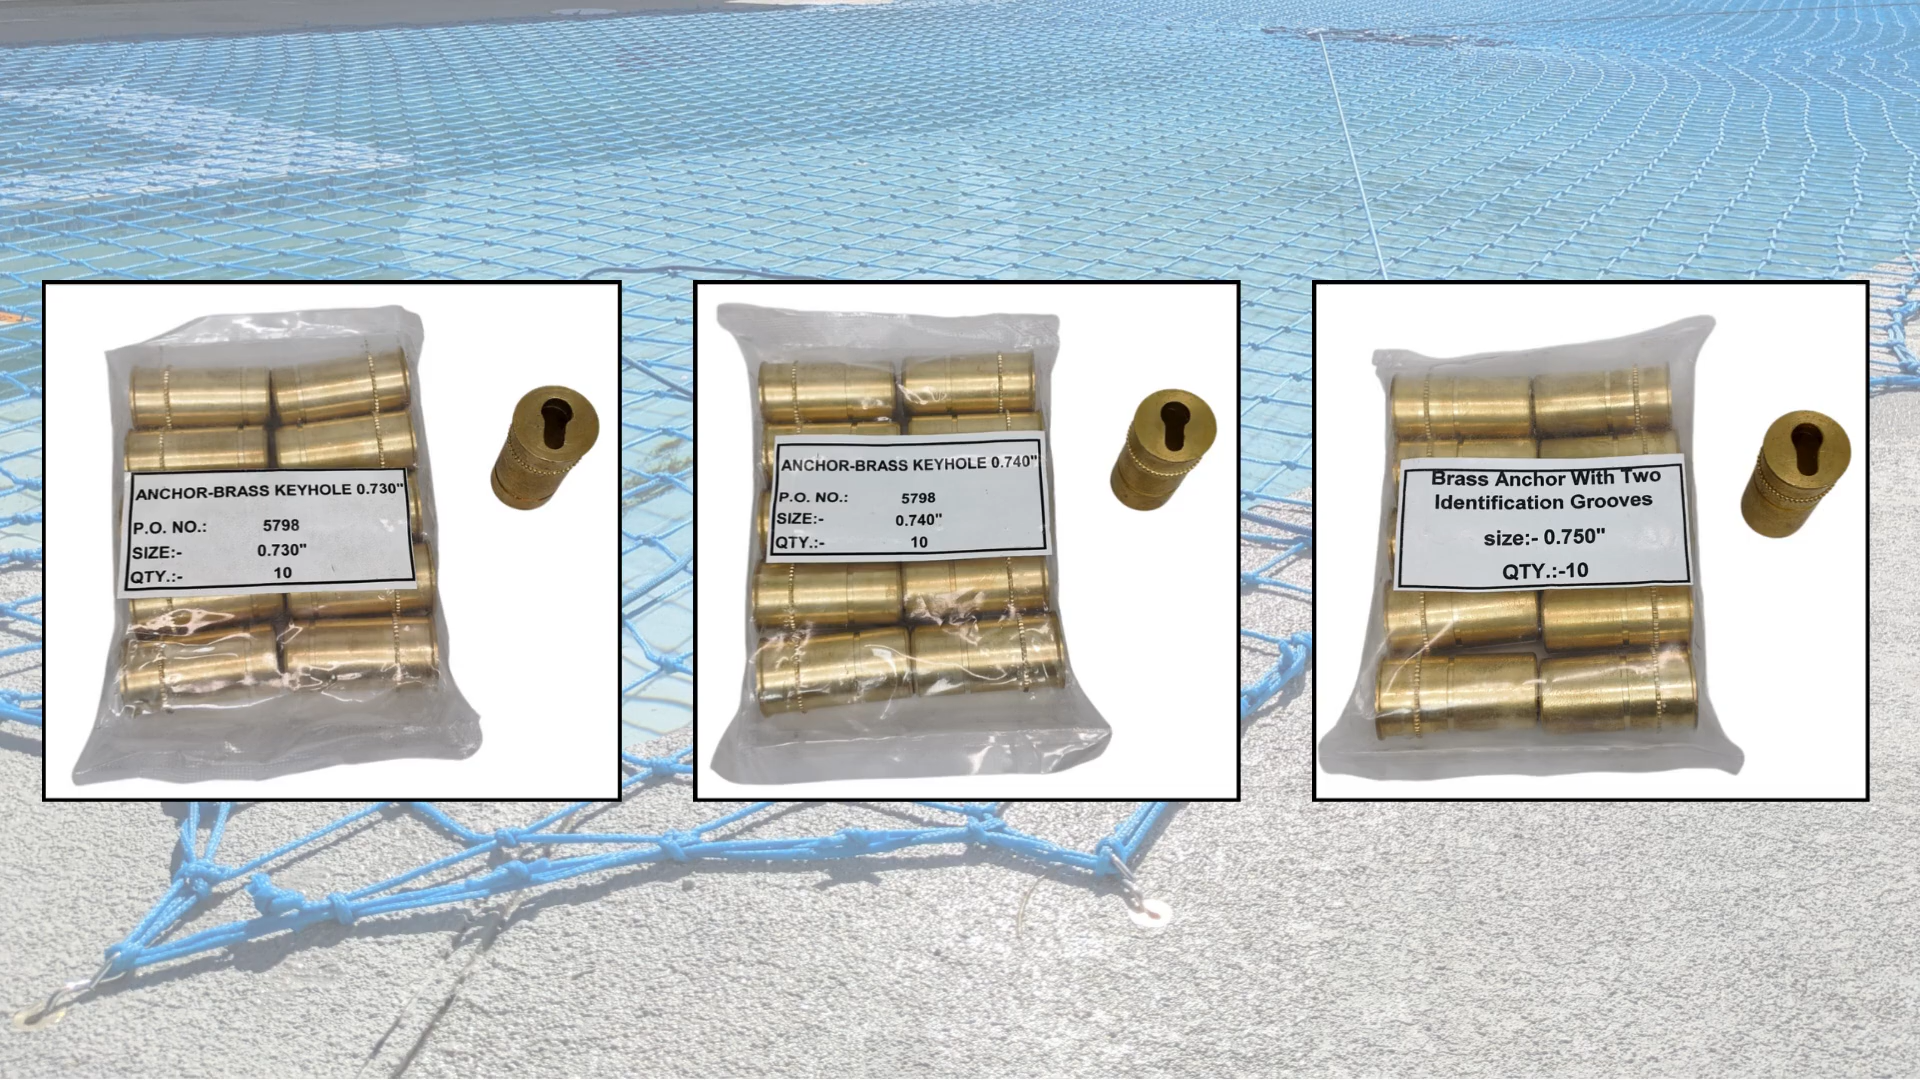 ANCHOR-BRASS KEYHOLE 0.730"
P.O. NO.: 5798
SIZE:- 0.730"
QTY.:- 10
ANCHOR-BRASS KEYHOLE 0.740"
P.O. NO.: 5798
SIZE:- 0.740"
QTY.:- 10
Brass Anchor With Two
Identification Grooves
size:- 0.750"
QTY.:-10